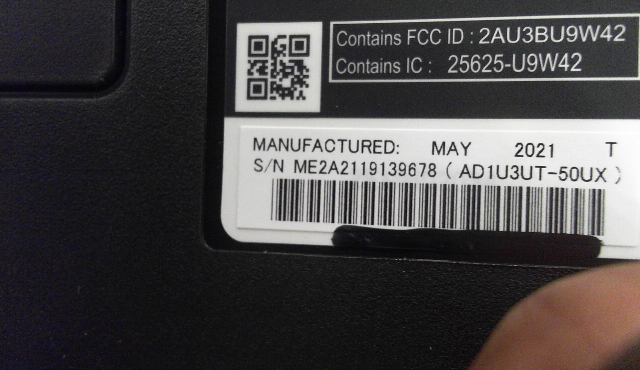 Contains FCC ID : 2AU3BU9W42
Contains IC : 25625-U9W42
MANUFACTURED: MAY 2021 T
S/N ME2A2119139678 ( AD1U3UT-50UX )